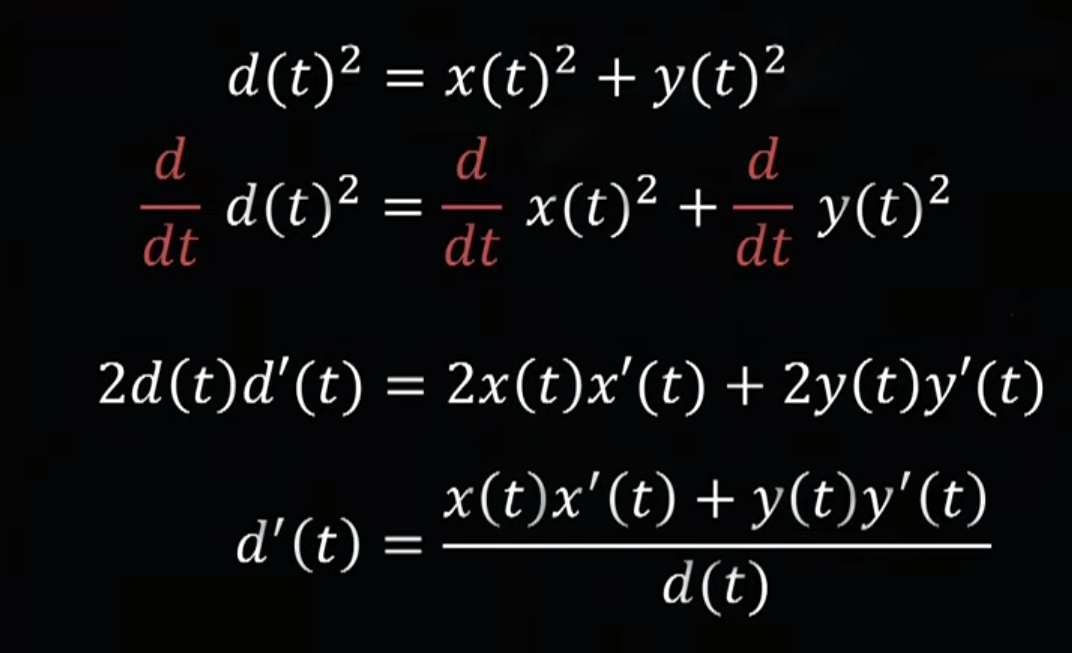 d(t)² = x(t)² + y(t)²
d/dt d(t)² = d/dt x(t)² + d/dt y(t)²
2d(t)d′(t) = 2x(t)x′(t) + 2y(t)y′(t)
d′(t) = x(t)x′(t) + y(t)y′(t) / d(t)